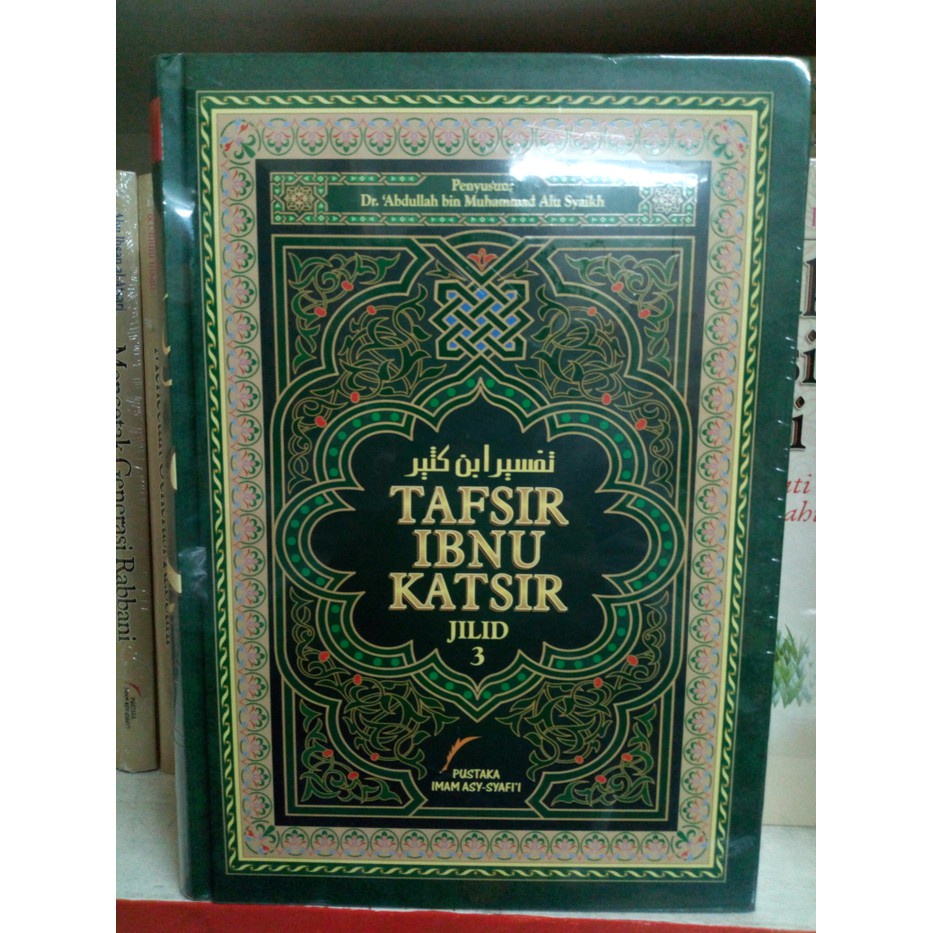 Penyusun:
Dr. 'Abdullah bin Muhammad Alu Syaikh
تفسير ابن كثير
TAFSIR
IBNU
KATSIR
JILID
3
PUSTAKA
IMAM ASY-SYAFI'I
Mencetak Generasi Rabbani